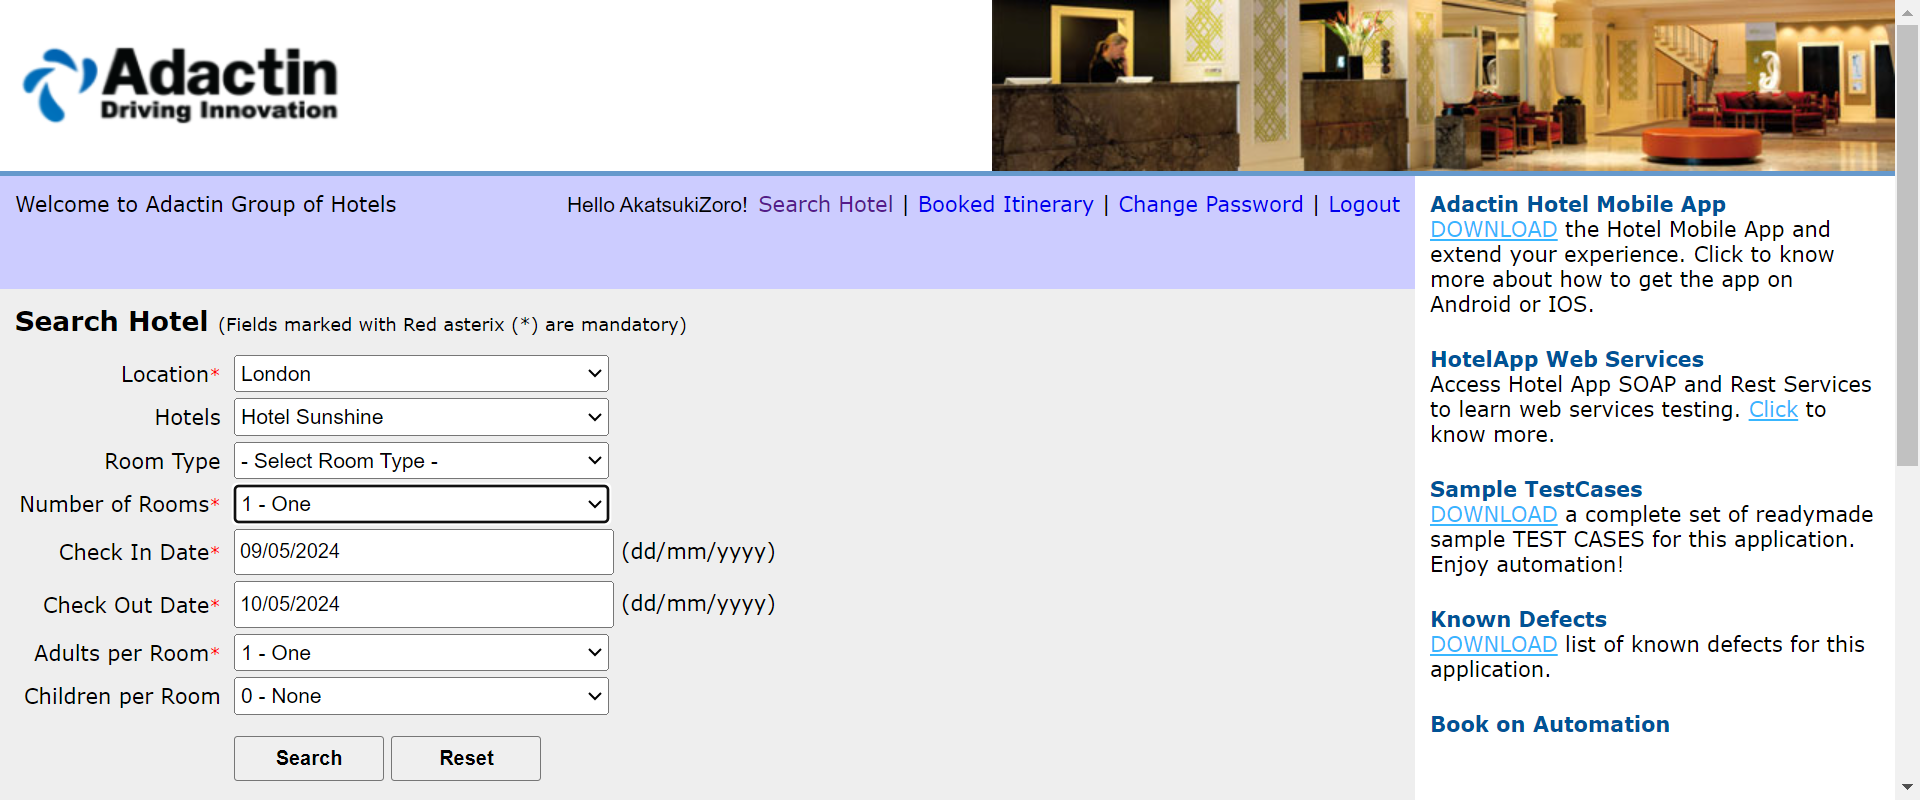 Adactin
Driving Innovation
Welcome to Adactin Group of Hotels
Hello AkatsukiZoro! Search Hotel | Booked Itinerary | Change Password | Logout
Search Hotel (Fields marked with Red asterix (*) are mandatory)
Location* London
Hotels Hotel Sunshine
Room Type - Select Room Type -
Number of Rooms* 1 - One
Check In Date* 09/05/2024 (dd/mm/yyyy)
Check Out Date* 10/05/2024 (dd/mm/yyyy)
Adults per Room* 1 - One
Children per Room 0 - None
Search Reset
Adactin Hotel Mobile App
DOWNLOAD the Hotel Mobile App and
extend your experience. Click to know
more about how to get the app on
Android or IOS.
HotelApp Web Services
Access Hotel App SOAP and Rest Services
to learn web services testing. Click to
know more.
Sample TestCases
DOWNLOAD a complete set of readymade
sample TEST CASES for this application.
Enjoy automation!
Known Defects
DOWNLOAD list of known defects for this
application.
Book on Automation